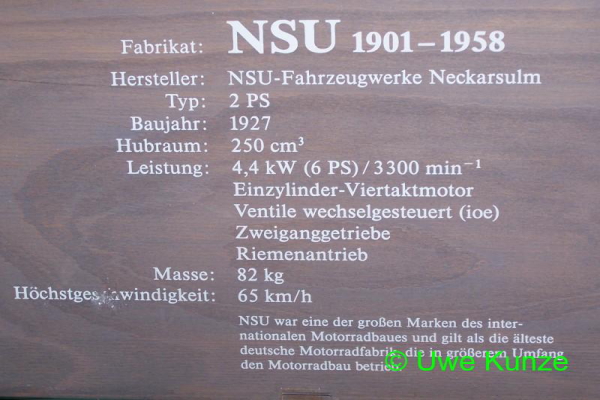 Fabrikat: NSU 1901–1958
Hersteller: NSU-Fahrzeugwerke Neckarsulm
Typ: 2 PS
Baujahr: 1927
Hubraum: 250 cm³
Leistung: 4,4 kW (6 PS)/3300 min⁻¹
Einzylinder-Viertaktmotor
Ventile wechselgesteuert (ioe)
Zweiganggetriebe
Riemenantrieb
Masse: 82 kg
Höchstges windigkeit: 65 km/h
NSU war eine der großen Marken des inter-
nationalen Motorradbaues und gilt als die älteste
deutsche Motorradfabrik, die in größerem Umfang
den Motorradbau betrieb.
© Uwe Kunze